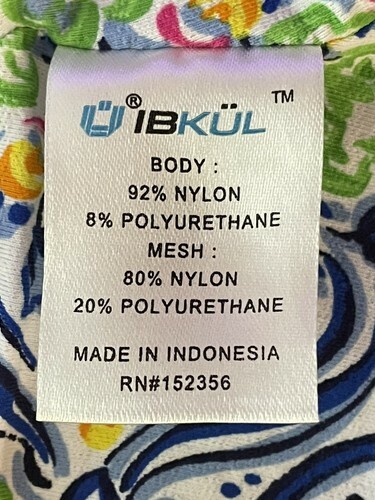 ® IBKÜL ™
BODY :
92% NYLON
8% POLYURETHANE
MESH :
80% NYLON
20% POLYURETHANE
MADE IN INDONESIA
RN#152356